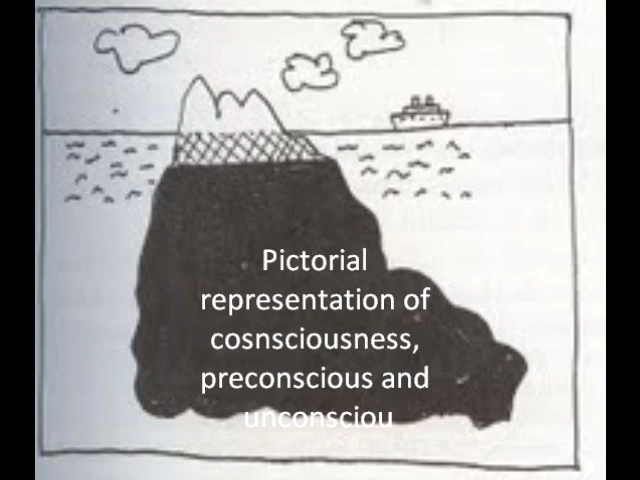 Pictorial
representation of
cosnsciousness,
preconscious and
unconsciou